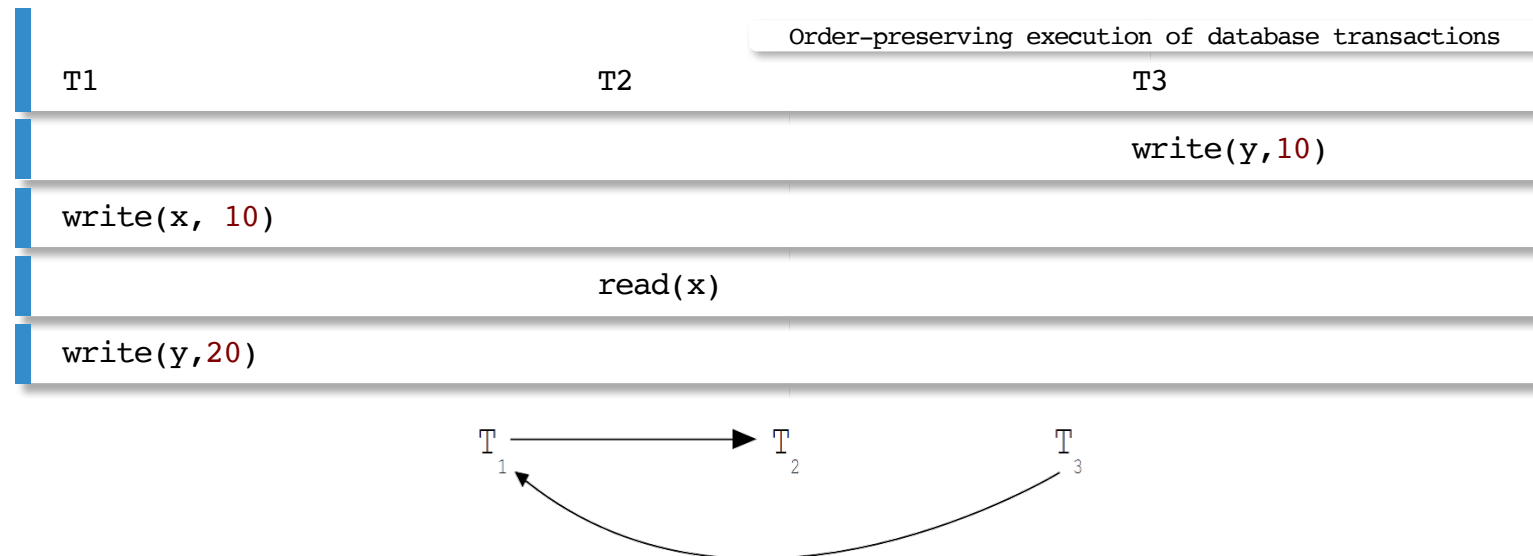 Order-preserving execution of database transactions
T1 T2 T3
write(y,10)
write(x, 10)
read(x)
write(y,20)
T1 T2 T3